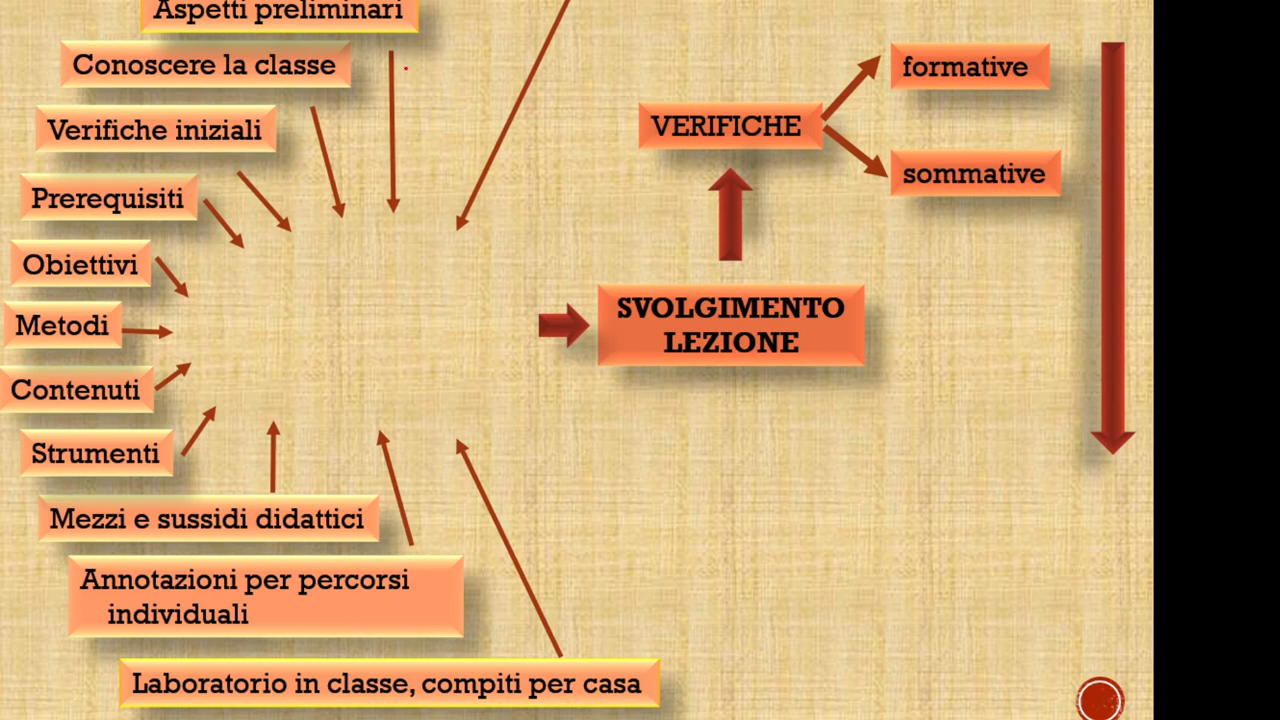 Aspetti preliminari
Conoscere la classe
Verifiche iniziali
Prerequisiti
Obiettivi
Metodi
Contenuti
Strumenti
Mezzi e sussidi didattici
Annotazioni per percorsi
individuali
Laboratorio in classe, compiti per casa
SVOLGIMENTO
LEZIONE
VERIFICHE
formative
sommative